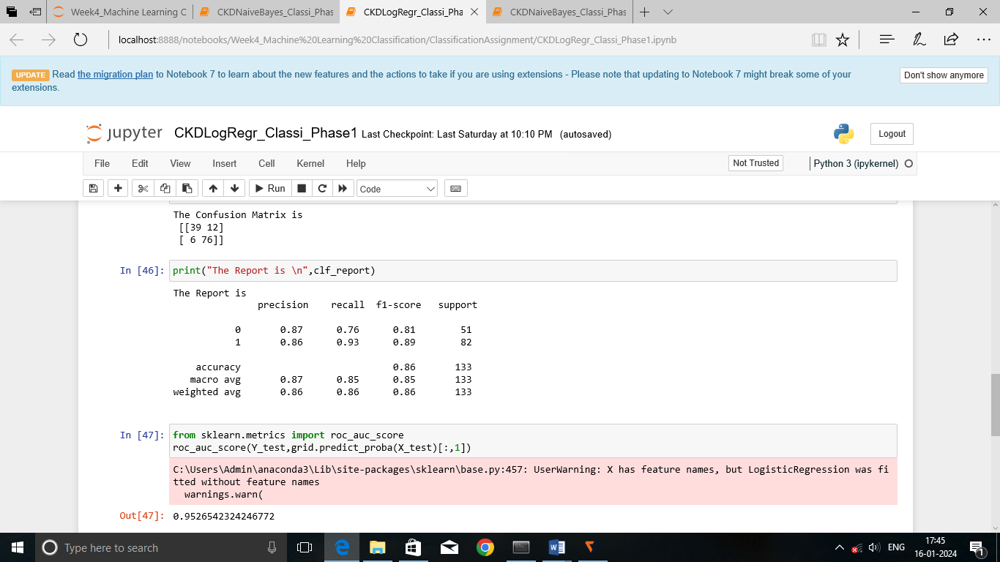 Week4_Machine Learning C
CKDNaiveBayes_Classi_Phas
CKDLogRegr_Classi_Pha
CKDNaiveBayes_Classi_Phase
localhost:8888/notebooks/Week4_Machine%20Learning%20Classification/ClassificationAssignment/CKDLogRegr_Classi_Phase1.ipynb
UPDATE Read the migration plan to Notebook 7 to learn about the new features and the actions to take if you are using extensions - Please note that updating to Notebook 7 might break some of your
extensions.
Don't show anymore
jupyter CKDLogRegr_Classi_Phase1 Last Checkpoint: Last Saturday at 10:10 PM (autosaved)
Logout
File Edit View Insert Cell Kernel Help
Not Trusted
Python 3 (ipykernel)
Run
Code
The Confusion Matrix is
[[39 12]
[ 6 76]]
In [46]: print("The Report is \n",clf_report)
The Report is
precision recall f1-score support
0 0.87 0.76 0.81 51
1 0.86 0.93 0.89 82
accuracy 0.86 133
macro avg 0.87 0.85 0.85 133
weighted avg 0.86 0.86 0.86 133
In [47]: from sklearn.metrics import roc_auc_score
roc_auc_score(Y_test,grid.predict_proba(X_test)[:,1])
C:\Users\Admin\anaconda3\Lib\site-packages\sklearn\base.py:457: UserWarning: X has feature names, but LogisticRegression was fi
tted without feature names
warnings.warn(
Out[47]: 0.9526542324246772
Type here to search
ENG
17:45
16-01-2024
1